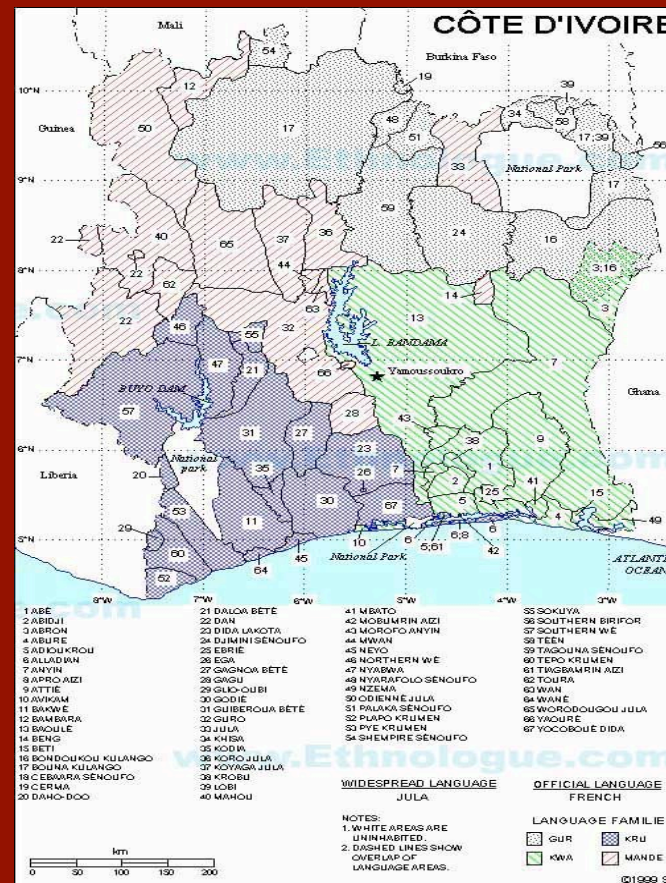 CÔTE D'IVOIRE
Mali
Burkina Faso
Guinea
National Park
Ghana
Liberia
L. BANDAMA
Yamoussoukro
BUYO DAM
National
park
National Park
ATLANTI
OCEAN
10°N
9°N
8°N
7°N
6°N
5°N
8°W
7°W
6°W
5°W
4°W
3°W
www.Ethnologue.com
1 ABÉ
2 ABIDJI
3 ABRON
4 ABURE
5 ADIOUKROU
6 ALLADIAN
7 ANYIN
8 APRO AIZI
9 ATTIÉ
10 AVIKAM
11 BAKWÉ
12 BAMBARA
13 BAOULÉ
14 BENG
15 BETI
16 BONDOUKOU KULANGO
17 BOUNA KULANGO
18 CEBAARA SÉNOUFO
19 CERMA
20 DAHO-DOO
21 DALOA BÉTÉ
22 DAN
23 DIDA LAKOTA
24 DJIMINI SÉNOUFO
25 EBRIÉ
26 EGA
27 GAGNOA BÉTÉ
28 GAGU
29 GLIO-OUBI
30 GODIÉ
31 GUIBEROUA BÉTÉ
32 GURO
33 JULA
34 KHISA
35 KODIA
36 KORO JULA
37 KOYAGA JULA
38 KROBU
39 LOBI
40 MAHOU
41 MBATO
42 MOBUMRIN AIZI
43 MOROFO ANYIN
44 MWAN
45 NEYO
46 NORTHERN WÈ
47 NYABWA
48 NYARAFOLO SÉNOUFO
49 NZEMA
50 ODIENNÉ JULA
51 PALAKA SÉNOUFO
52 PLAPO KRUMEN
53 PYE KRUMEN
54 SHEMPIRE SÉNOUFO
55 SOKUYA
56 SOUTHERN BIRIFOR
57 SOUTHERN WÈ
58 TÉÉN
59 TAGOUNA SÉNOUFO
60 TEPO KRUMEN
61 TIAGBAMRIN AIZI
62 TOURA
63 WAN
64 WANÉ
65 WORODOUGOU JULA
66 YAOURÉ
67 YOCOBOUÉ DIDA
WIDESPREAD LANGUAGE
JULA
OFFICIAL LANGUAGE
FRENCH
NOTES:
1. WHITE AREAS ARE
UNINHABITED.
2. DASHED LINES SHOW
OVERLAP OF
LANGUAGE AREAS.
LANGUAGE FAMILIE
GUR
KRU
KWA
MANDE
km
0 50 100 150 200
©1999 S